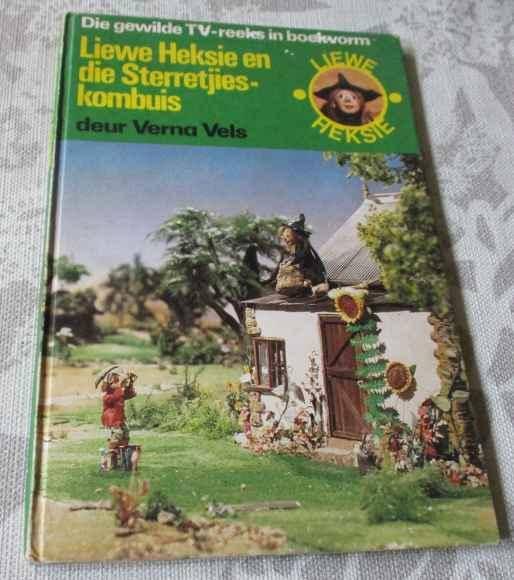 Die gewilde TV-reeks in boekvorm
Liewe Heksie en
die Sterretjies-
kombuis
deur Verna Vels
LIEWE
HEKSIE